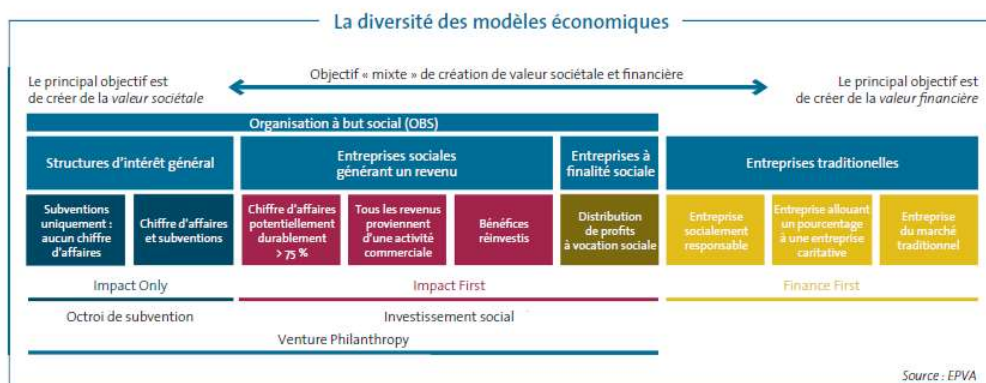 La diversité des modèles économiques
Le principal objectif est
de créer de la valeur sociétale
Objectif « mixte » de création de valeur sociétale et financière
Le principal objectif est
de créer de la valeur financière
Organisation à but social (OBS)
Structures d'intérêt général
Entreprises sociales
générant un revenu
Entreprises à
finalité sociale
Entreprises traditionelles
Subventions
uniquement :
aucun chiffre
d'affaires
Chiffre d'affaires
et subventions
Chiffre d'affaires
potentiellement
durablement
> 75 %
Tous les revenus
proviennent
d'une activité
commerciale
Bénéfices
réinvestis
Distribution
de profits
à vocation sociale
Entreprise
socialement
responsable
Entreprise allouant
un pourcentage
à une entreprise
caritative
Entreprise
du marché
traditionnel
Impact Only
Impact First
Finance First
Octroi de subvention
Investissement social
Venture Philanthropy
Source : EPVA